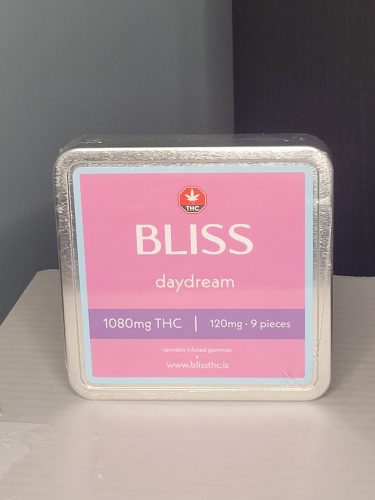 THC
BLISS
daydream
1080mg THC | 120mg · 9 pieces
cannabis infused gummies
www.blissthc.is